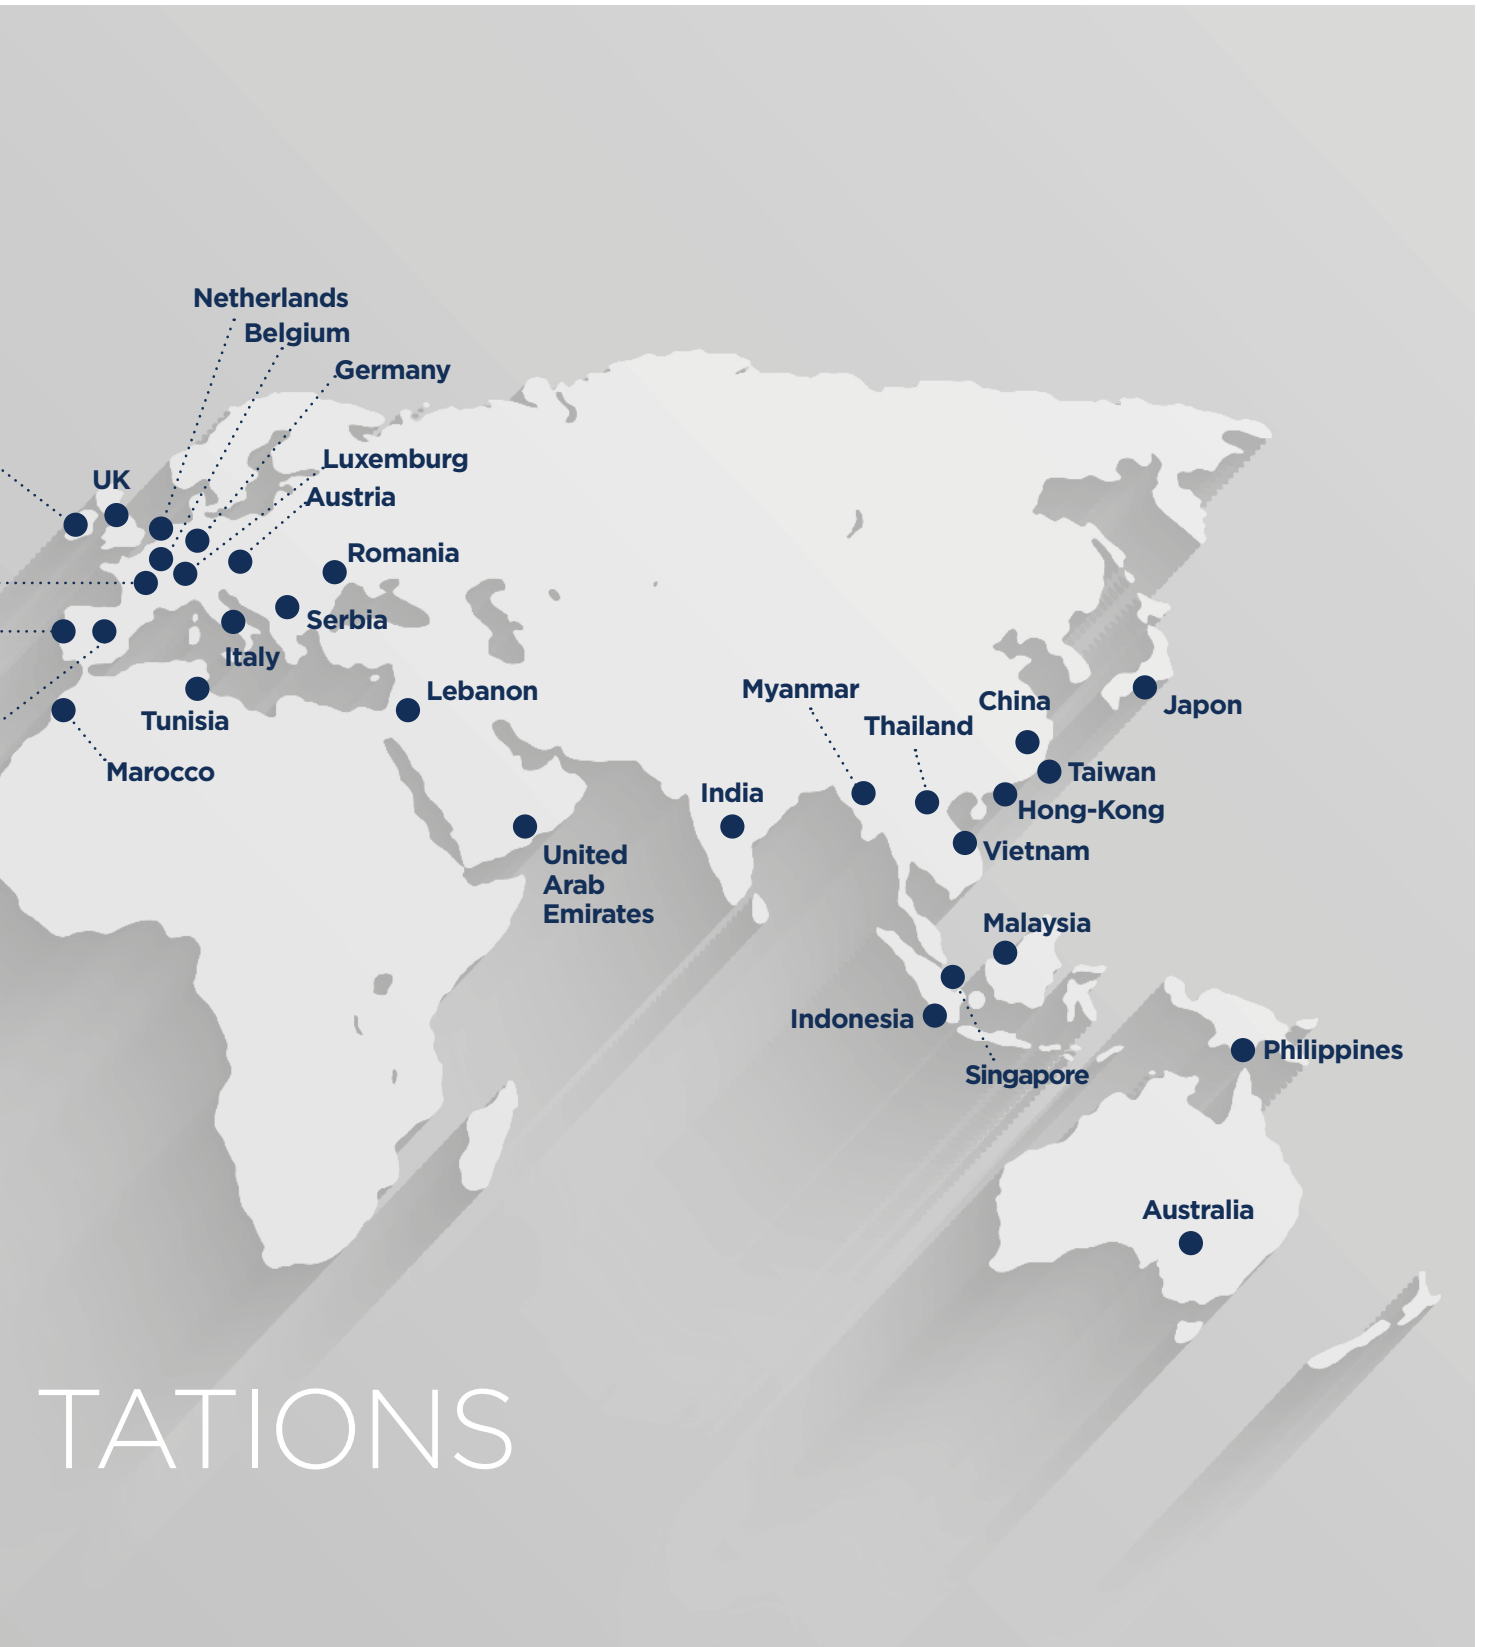 Netherlands
Belgium
Germany
Luxemburg
UK
Austria
Romania
Serbia
Italy
Lebanon
Tunisia
Marocco
Myanmar
China
Thailand
Japon
Taiwan
India
Hong-Kong
Vietnam
United
Arab
Emirates
Malaysia
Indonesia
Philippines
Singapore
Australia
TATIONS